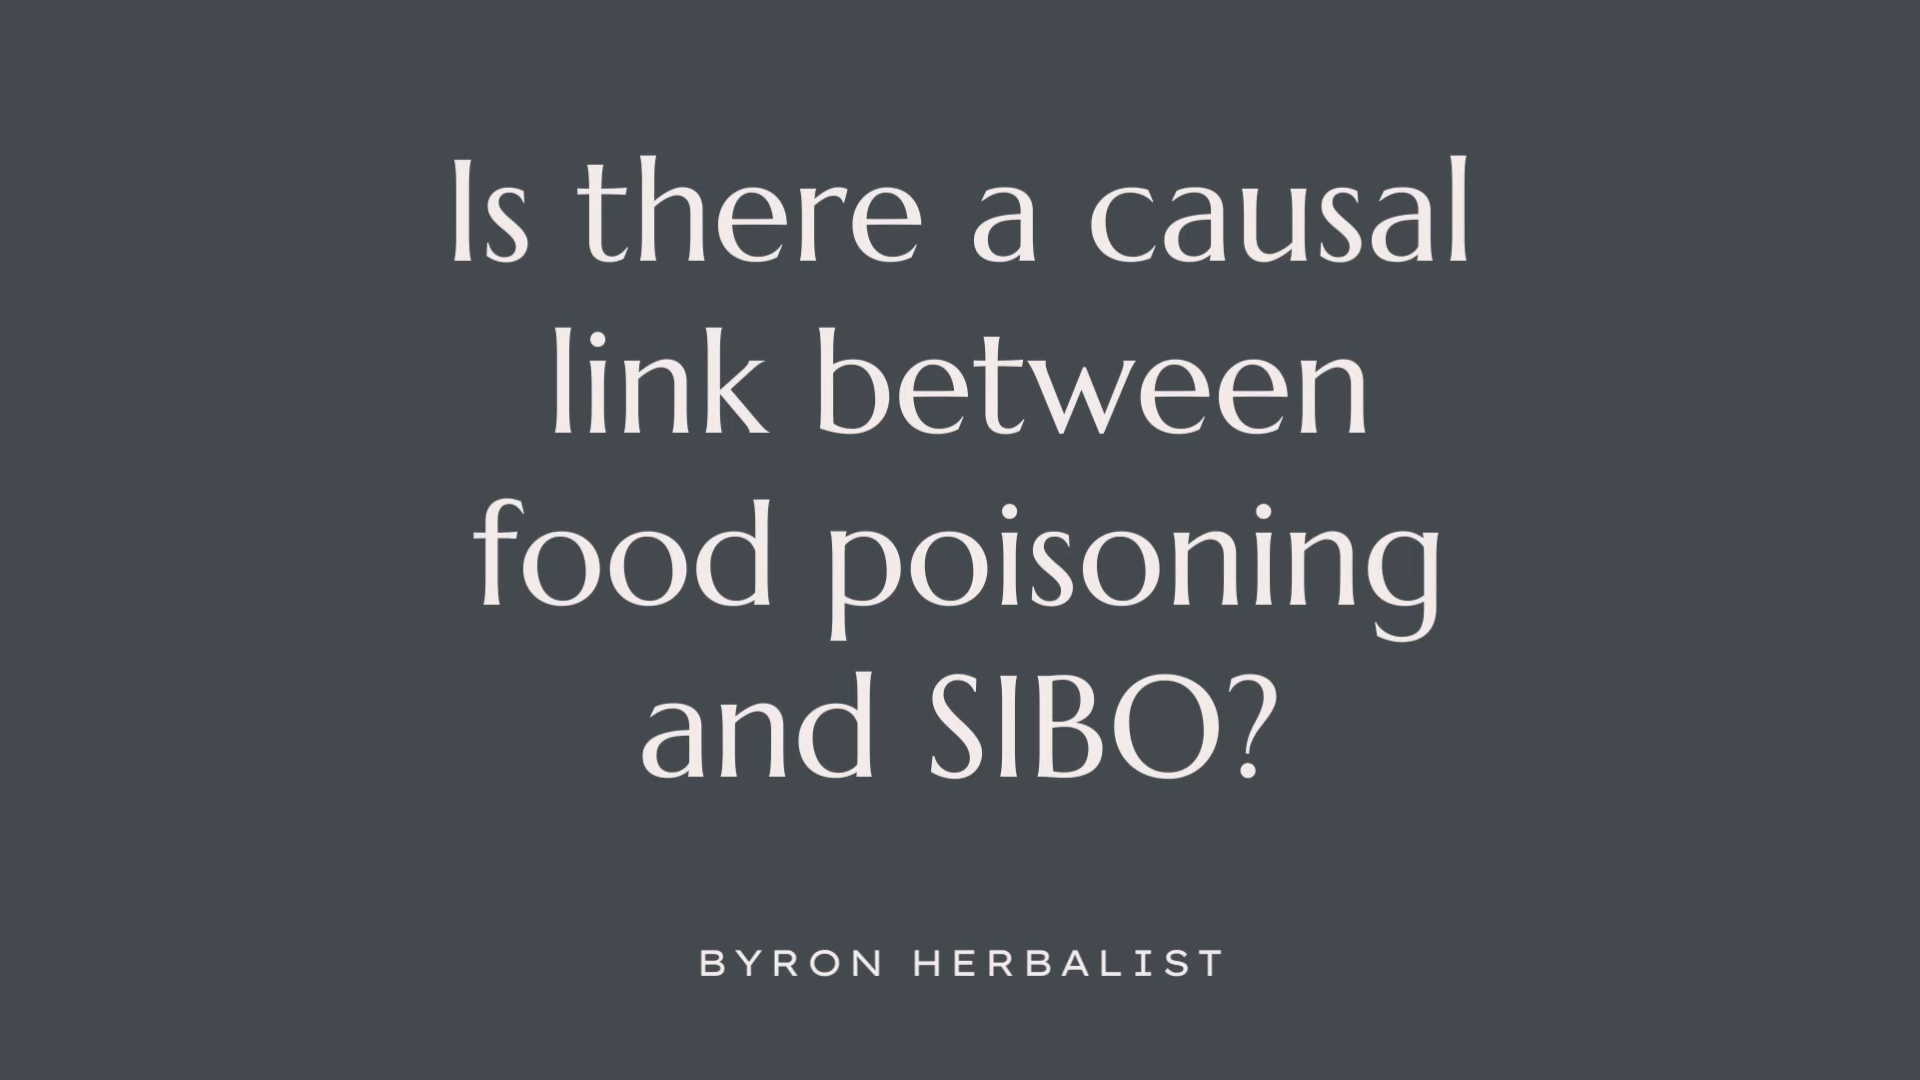 Is there a causal
link between
food poisoning
and SIBO?
BYRON HERBALIST